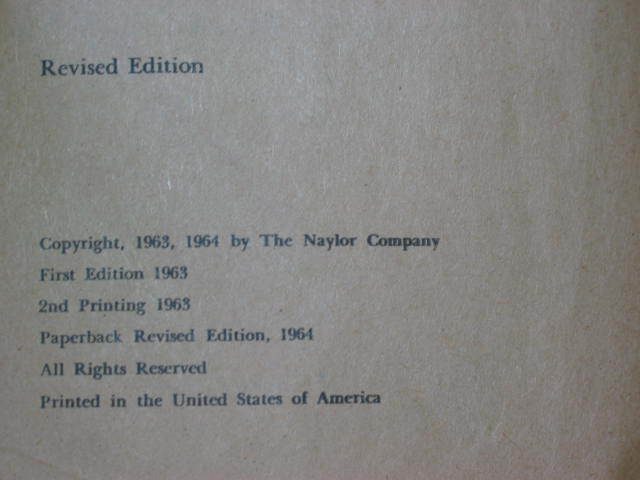 Revised Edition
Copyright, 1963, 1964 by The Naylor Company
First Edition 1963
2nd Printing 1963
Paperback Revised Edition, 1964
All Rights Reserved
Printed in the United States of America